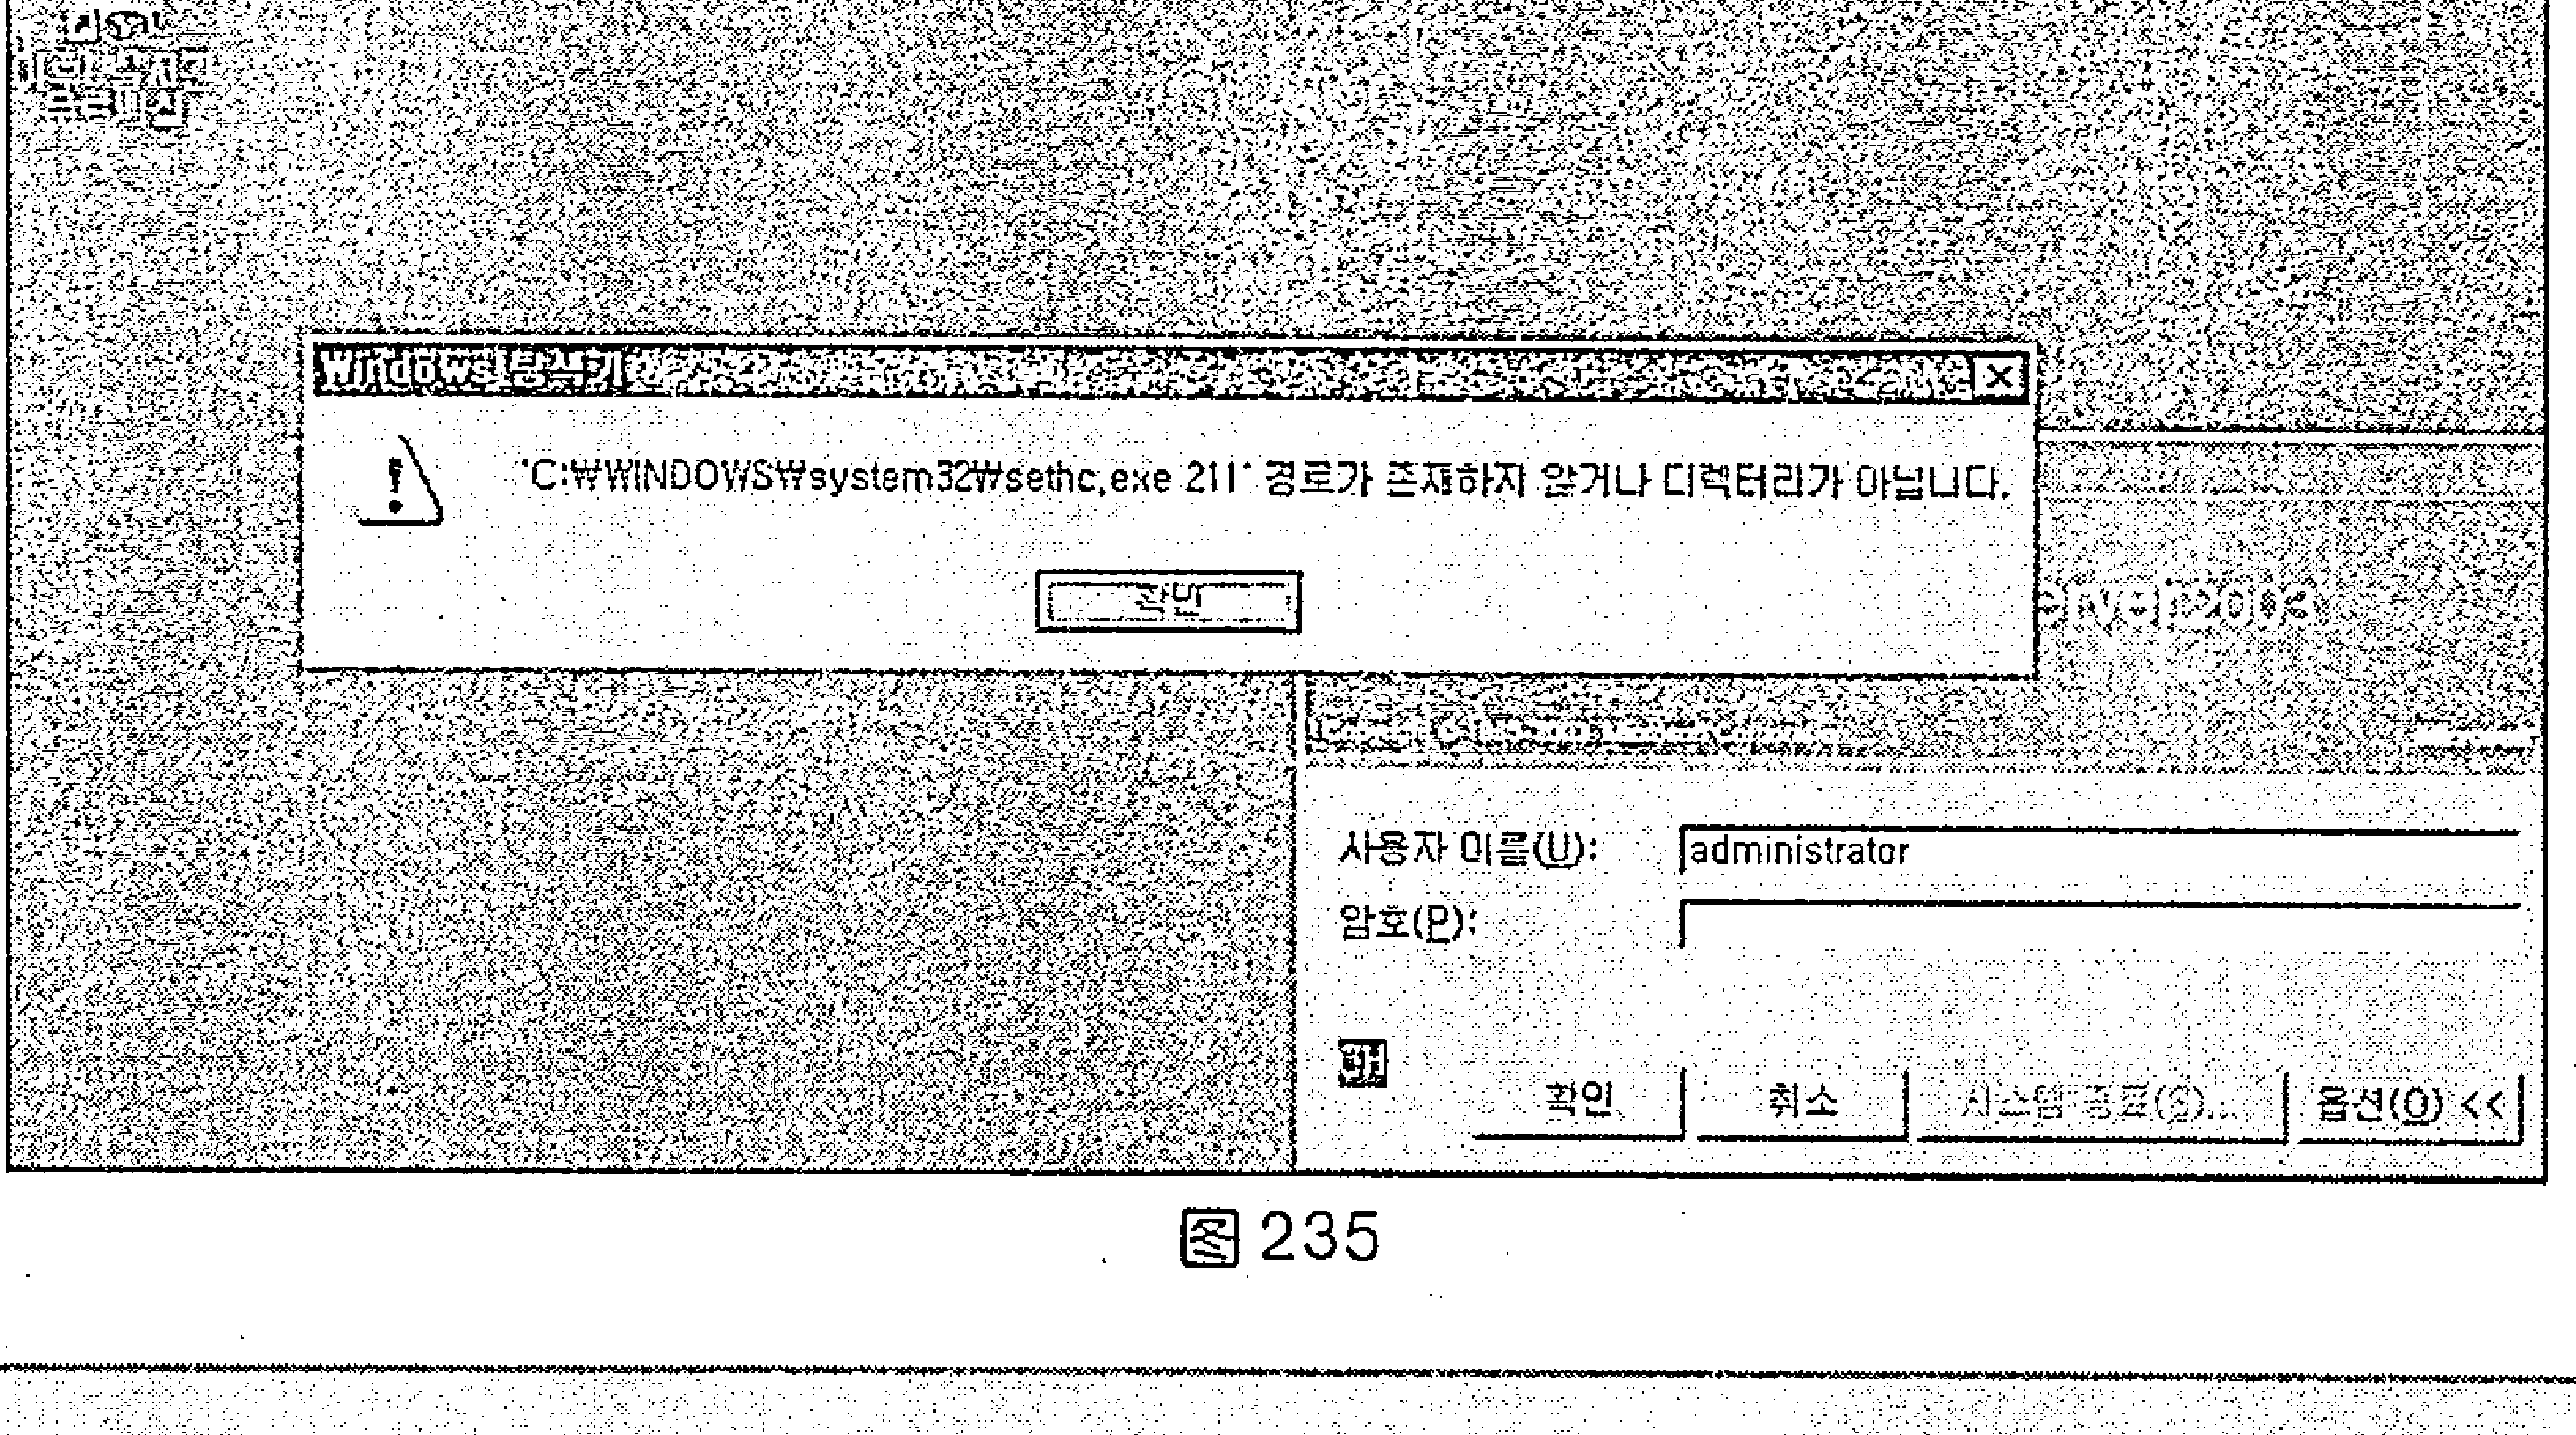 Windows 탐색기
'C:₩WINDOWS₩system32₩sethc.exe 211' 경로가 존재하지 않거나 디렉터리가 아닙니다.
확인
erver 2003
사용자 이름(U): administrator
암호(P):
확인 취소 시스템 종료(S)... 옵션(O) <<
图 235